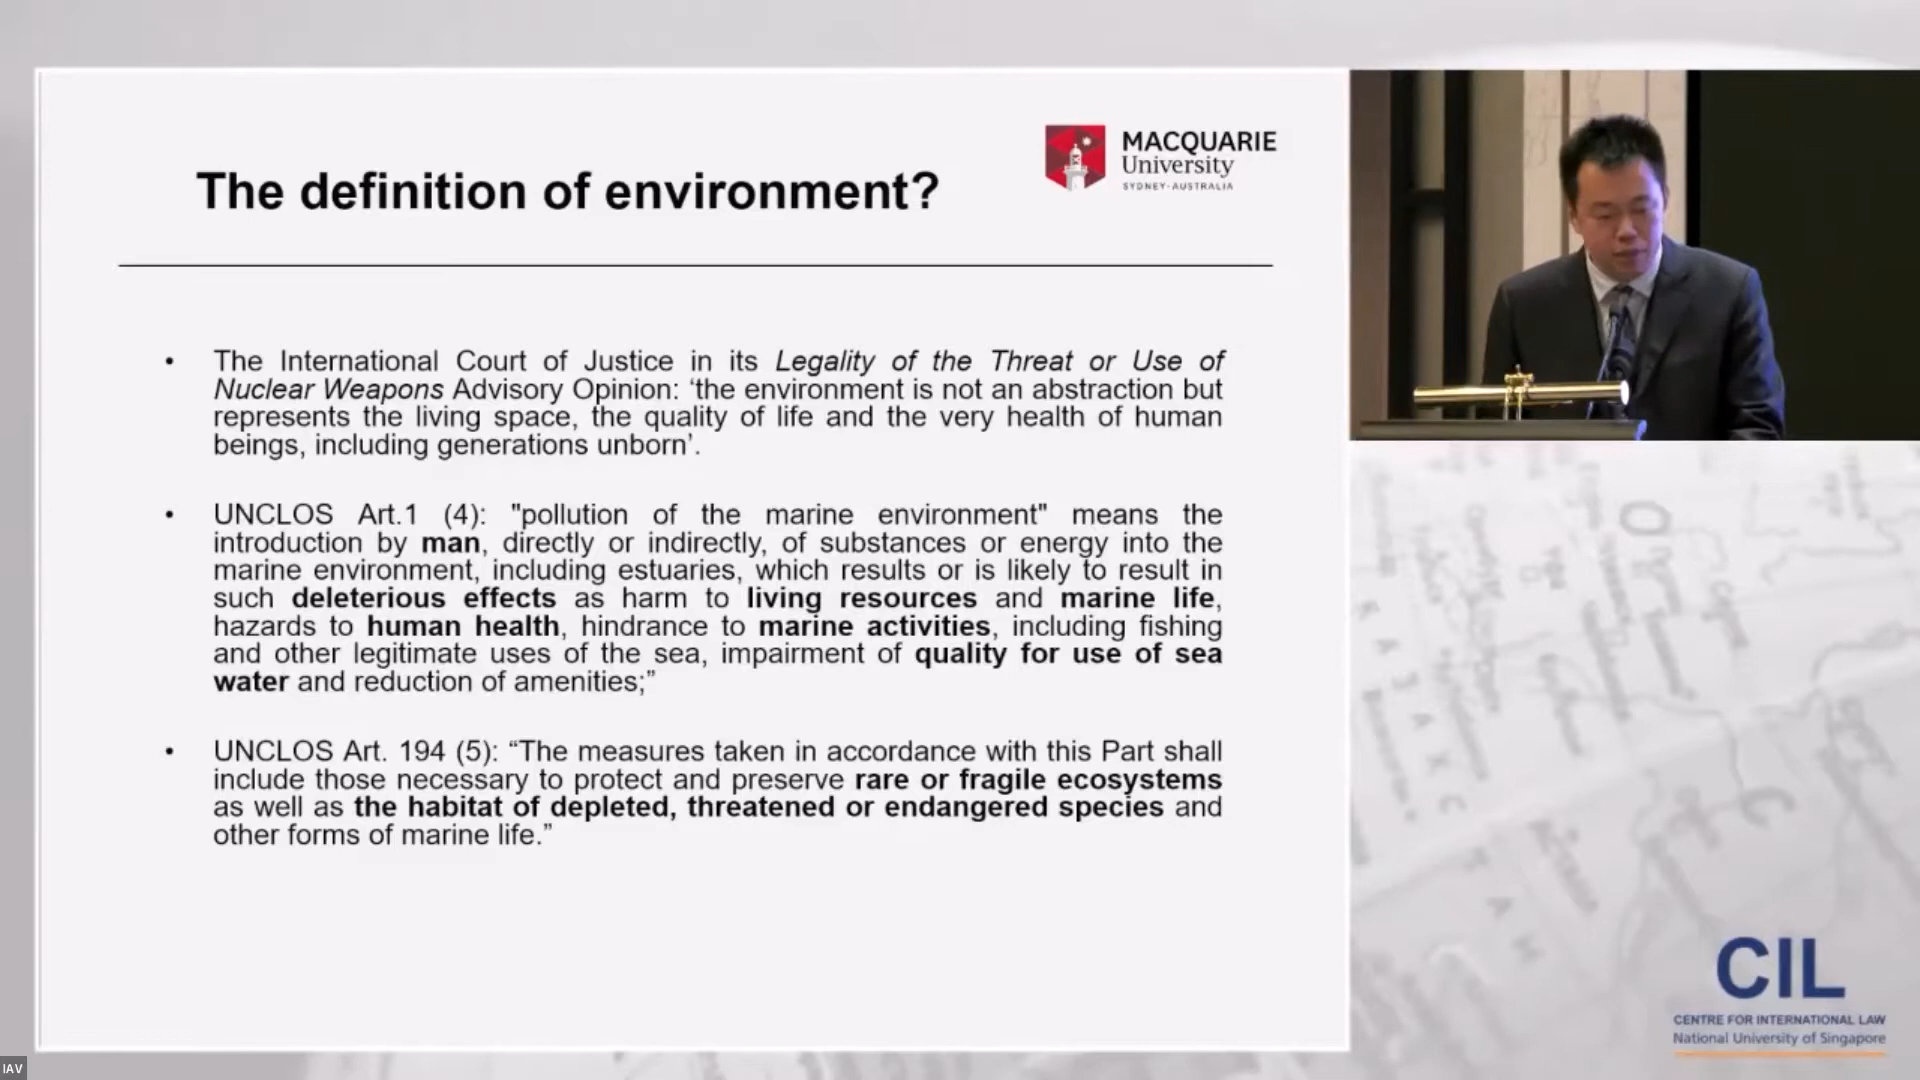 The definition of environment?
MACQUARIE
University
SYDNEY-AUSTRALIA
• The International Court of Justice in its Legality of the Threat or Use of
Nuclear Weapons Advisory Opinion: ‘the environment is not an abstraction but
represents the living space, the quality of life and the very health of human
beings, including generations unborn’.
• UNCLOS Art.1 (4): "pollution of the marine environment" means the
introduction by man, directly or indirectly, of substances or energy into the
marine environment, including estuaries, which results or is likely to result in
such deleterious effects as harm to living resources and marine life,
hazards to human health, hindrance to marine activities, including fishing
and other legitimate uses of the sea, impairment of quality for use of sea
water and reduction of amenities;”
• UNCLOS Art. 194 (5): “The measures taken in accordance with this Part shall
include those necessary to protect and preserve rare or fragile ecosystems
as well as the habitat of depleted, threatened or endangered species and
other forms of marine life.”
CIL
CENTRE FOR INTERNATIONAL LAW
National University of Singapore
IAV